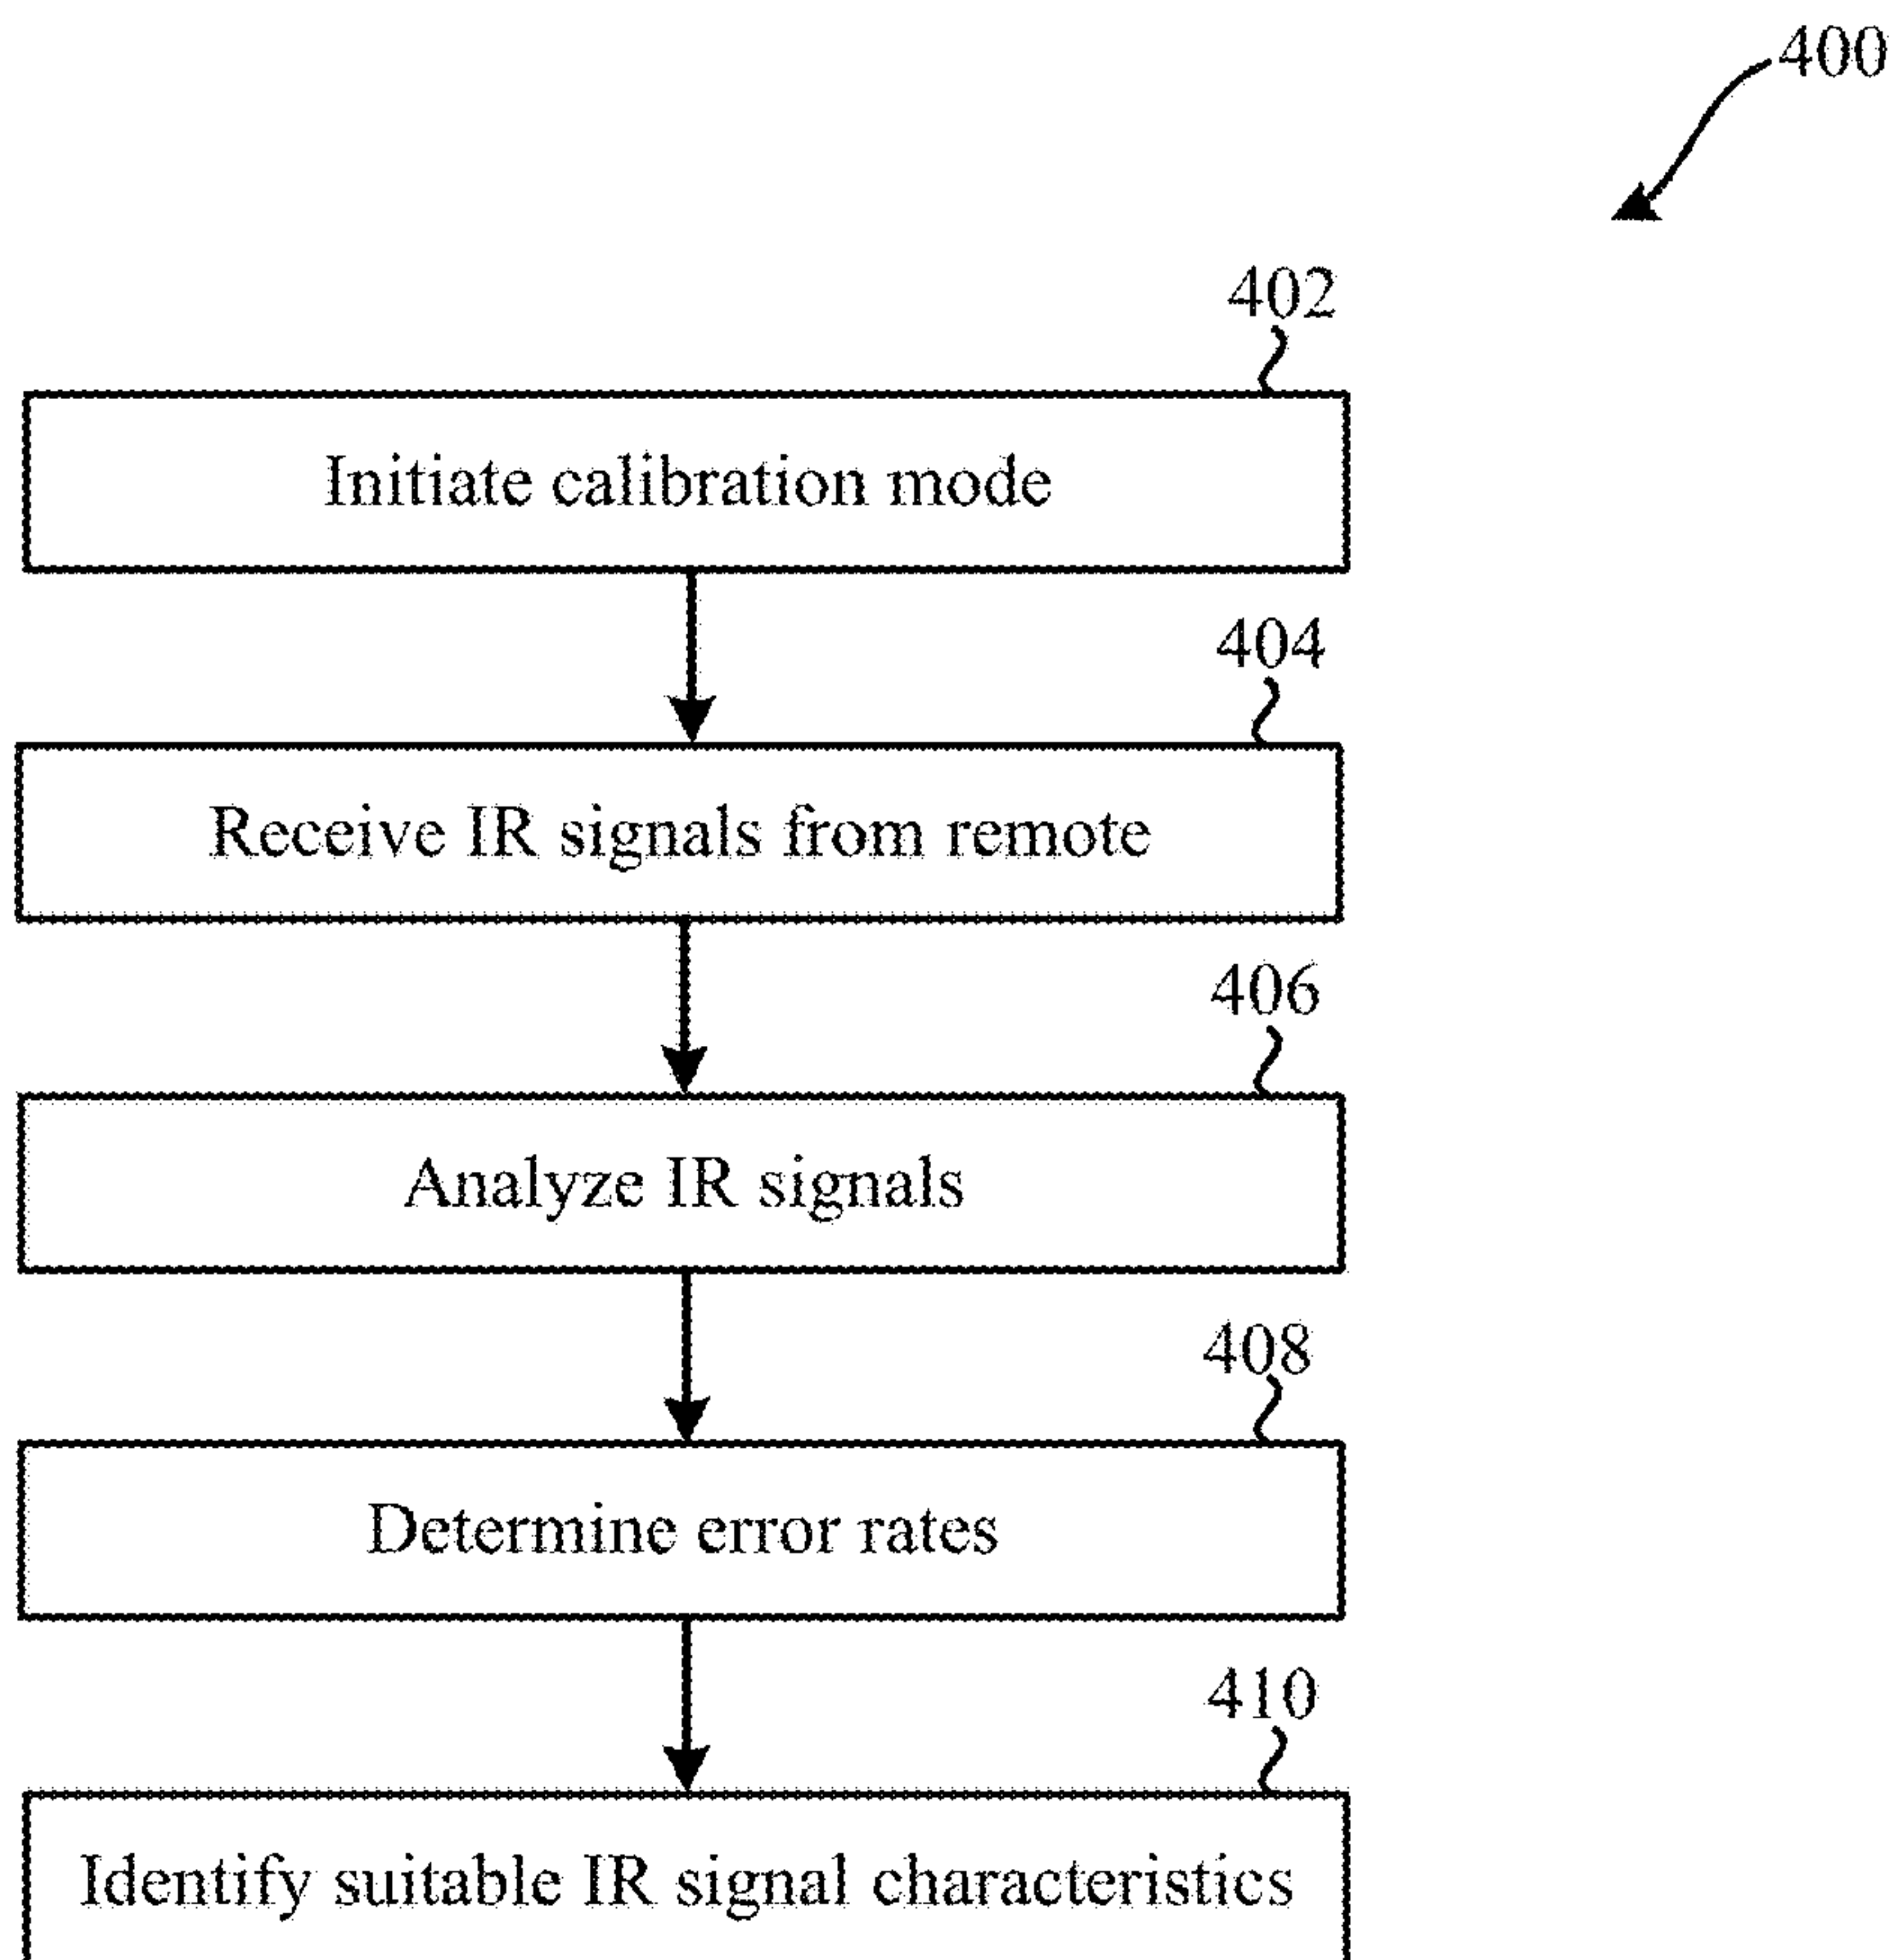 400
402
Initiate calibration mode
404
Receive IR signals from remote
406
Analyze IR signals
408
Determine error rates
410
Identify suitable IR signal characteristics